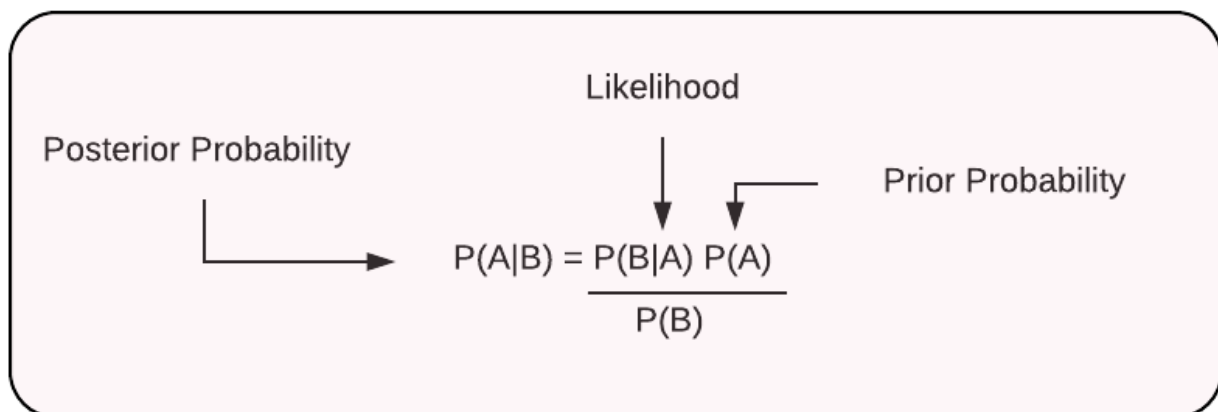 Likelihood
Posterior Probability
Prior Probability
P(A|B) = P(B|A) P(A)
P(B)